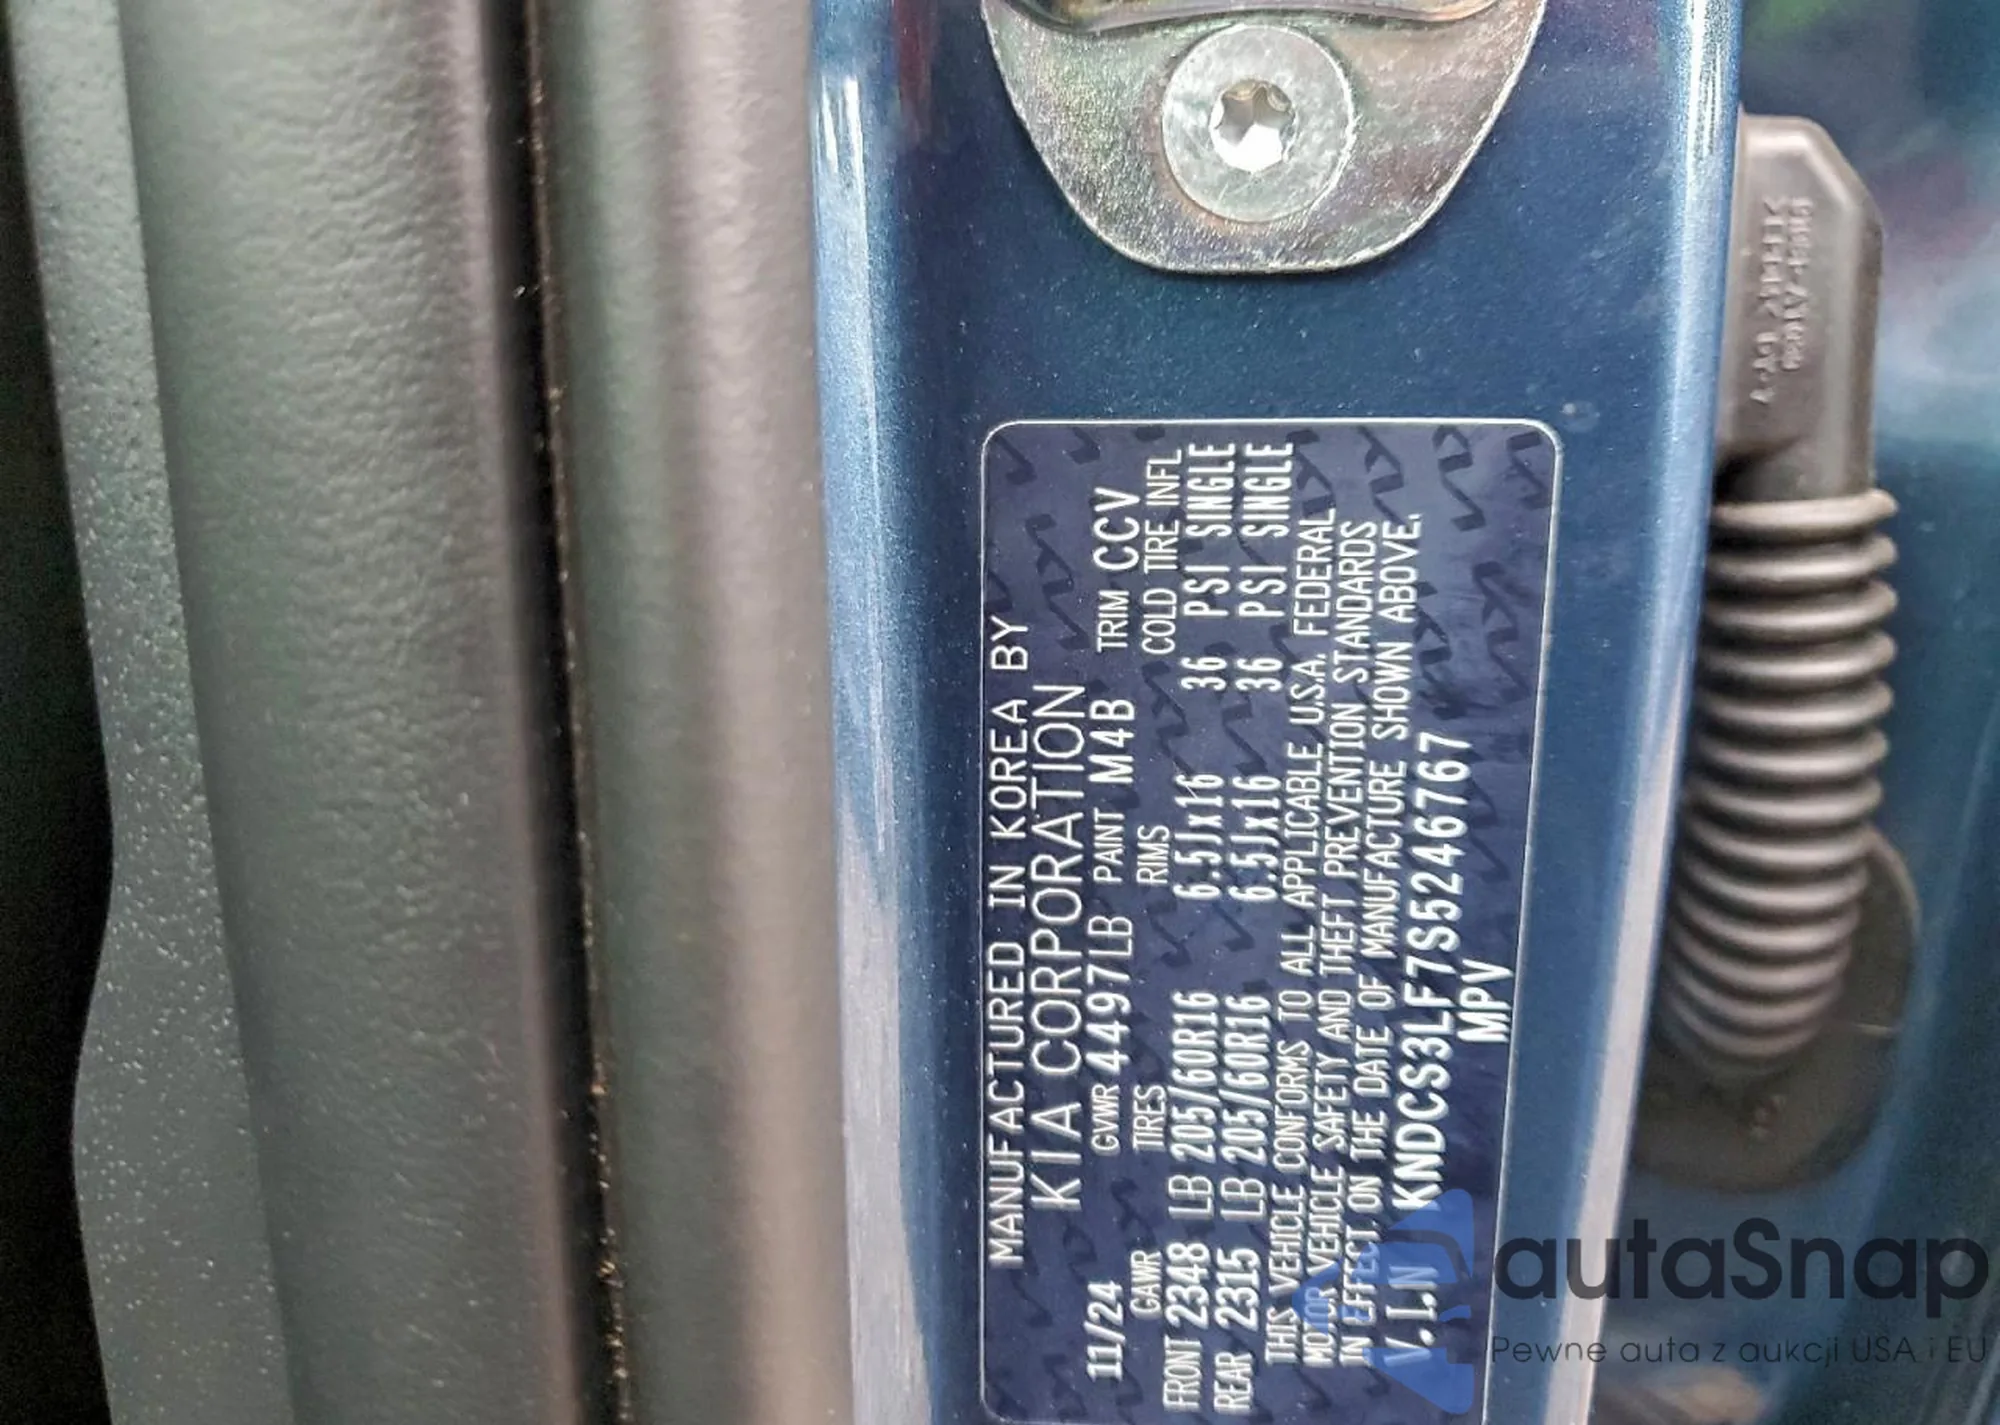 MANUFACTURED IN KOREA BY
KIA CORPORATION
11/24 GVWR 4497LB PAINT M4B TRIM CCV
GAWR TIRES RIMS COLD TIRE INFL
FRONT 2348 LB 205/60R16 6.5Jx16 36 PSI SINGLE
REAR 2315 LB 205/60R16 6.5Jx16 36 PSI SINGLE
THIS VEHICLE CONFORMS TO ALL APPLICABLE U.S.A. FEDERAL
MOTOR VEHICLE SAFETY AND THEFT PREVENTION STANDARDS
IN EFFECT ON THE DATE OF MANUFACTURE SHOWN ABOVE.
V.I.N KNDCS3LF7S5246767
MPV
autaSnap
Pewne auta z aukcji USA i EU